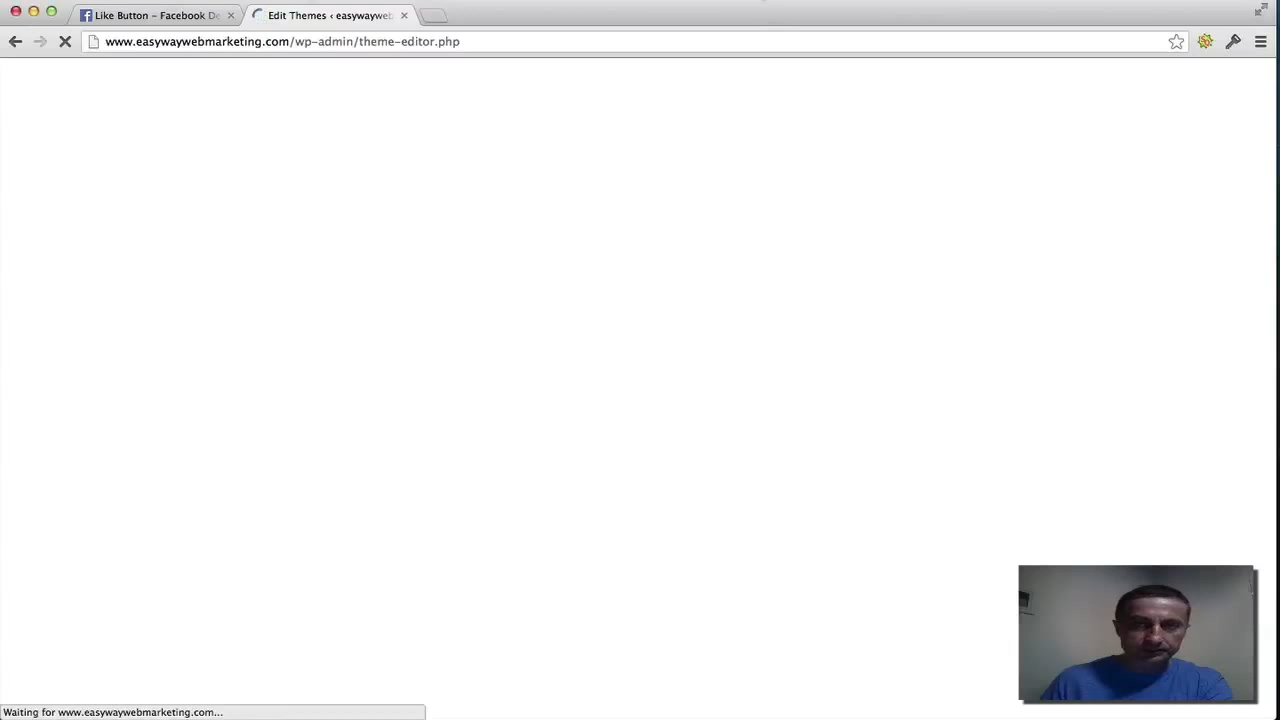 Like Button – Facebook De
Edit Themes ‹ easywayweb
www.easywaywebmarketing.com/wp-admin/theme-editor.php
Waiting for www.easywaywebmarketing.com...